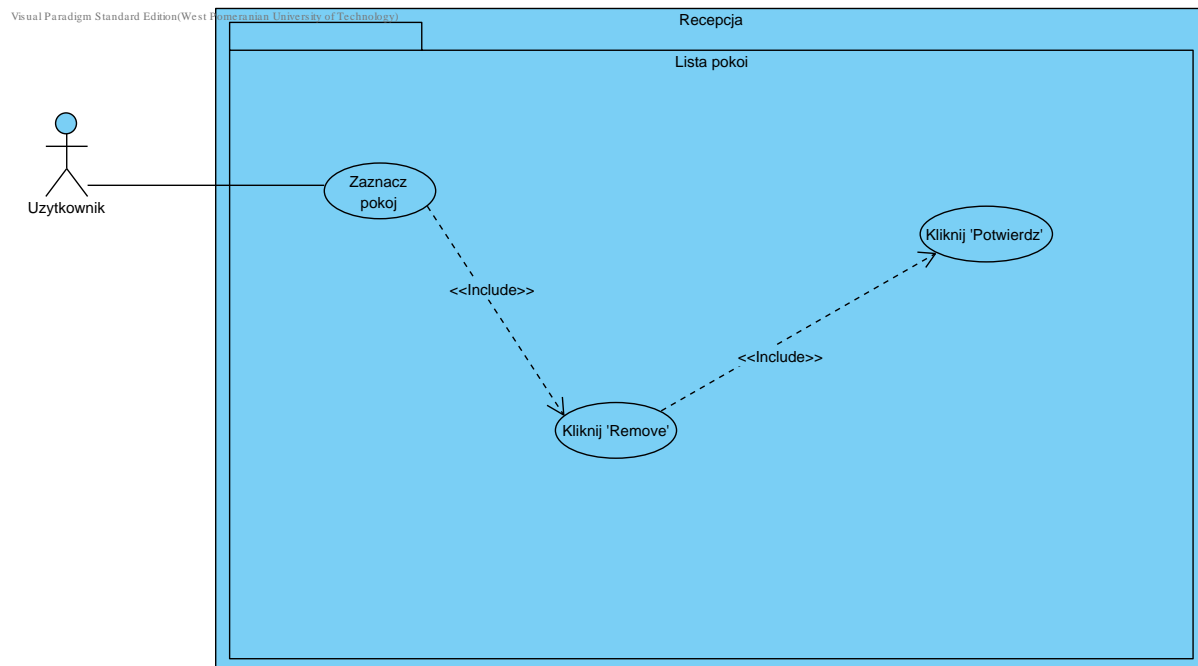 Visual Paradigm Standard Edition(West Pomeranian University of Technology)
Recepcja
Lista pokoi
Uzytkownik
Zaznacz
pokoj
Kliknij 'Potwierdz'
<<Include>>
<<Include>>
Kliknij 'Remove'